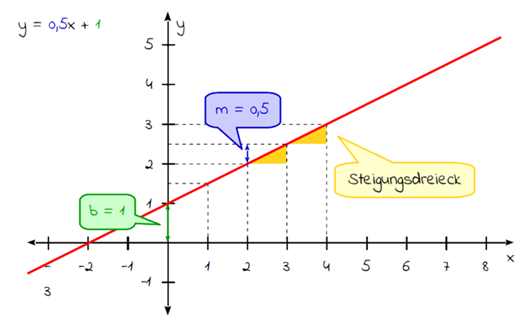 y = 0,5x + 1
y
5
4
3
2
1
-1
m = 0,5
Steigungsdreieck
b = 1
-2 -1 1 2 3 4 5 6 7 8 x
-
3